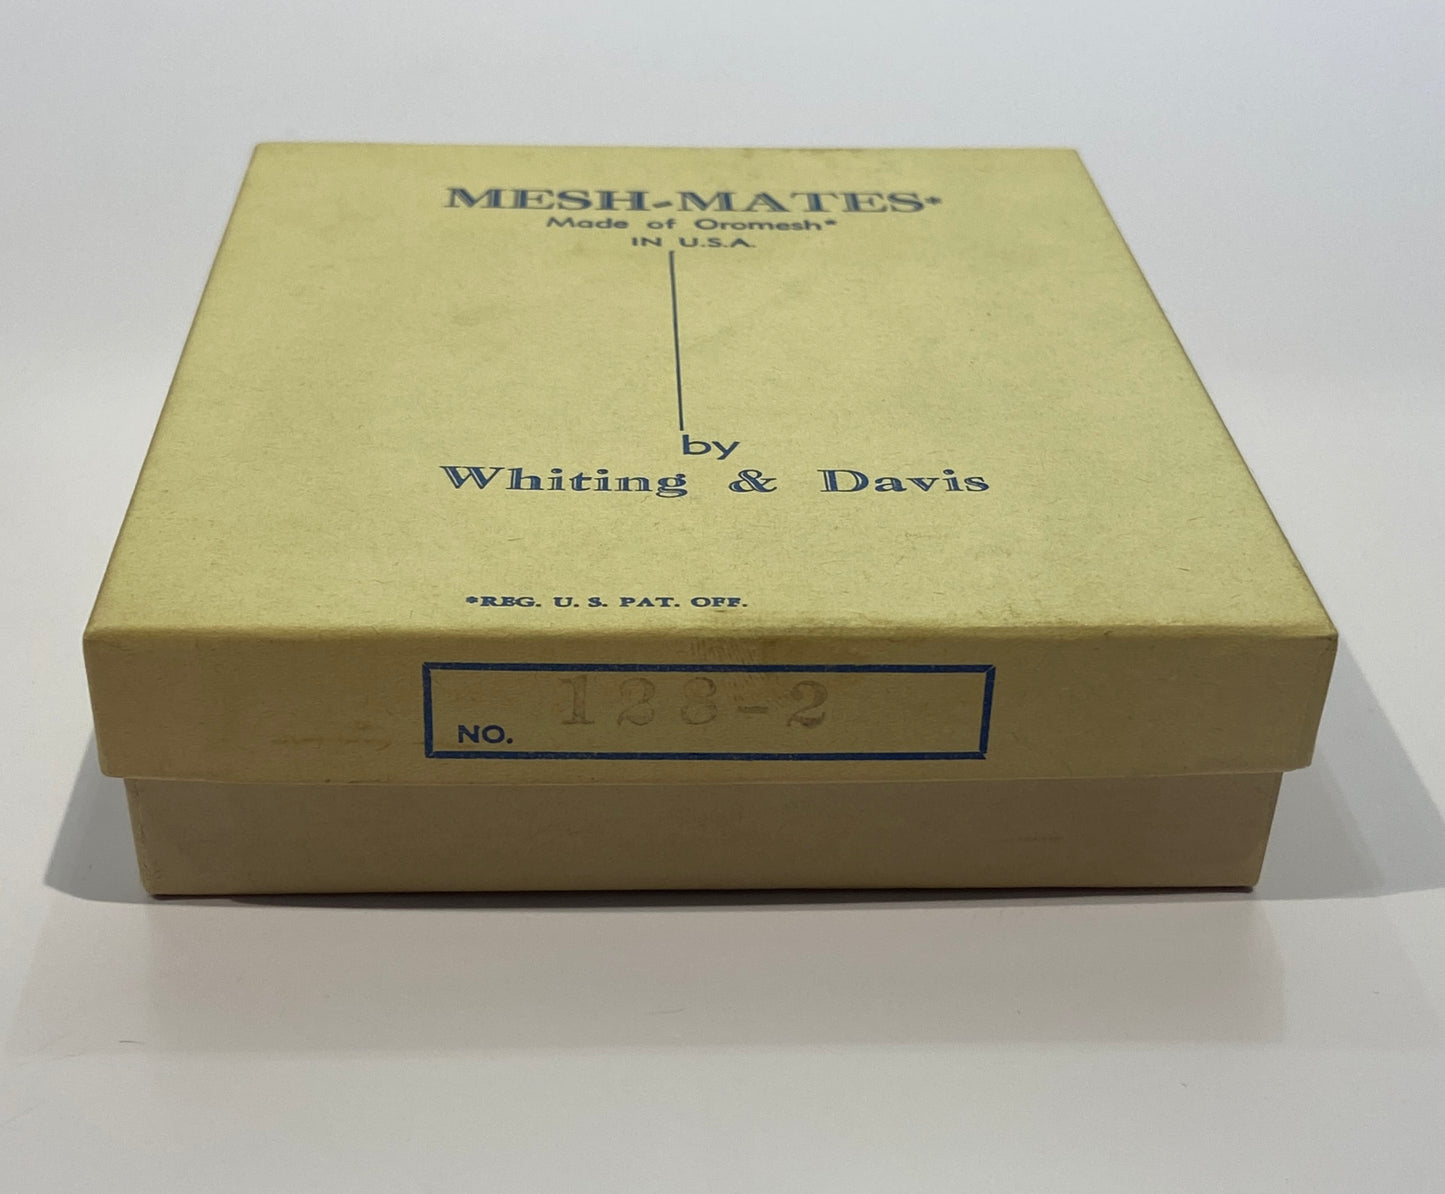 MESH-MATES*
Made of Oromesh*
IN U.S.A.
by
Whiting & Davis
*REG. U. S. PAT. OFF.
NO. 128-2